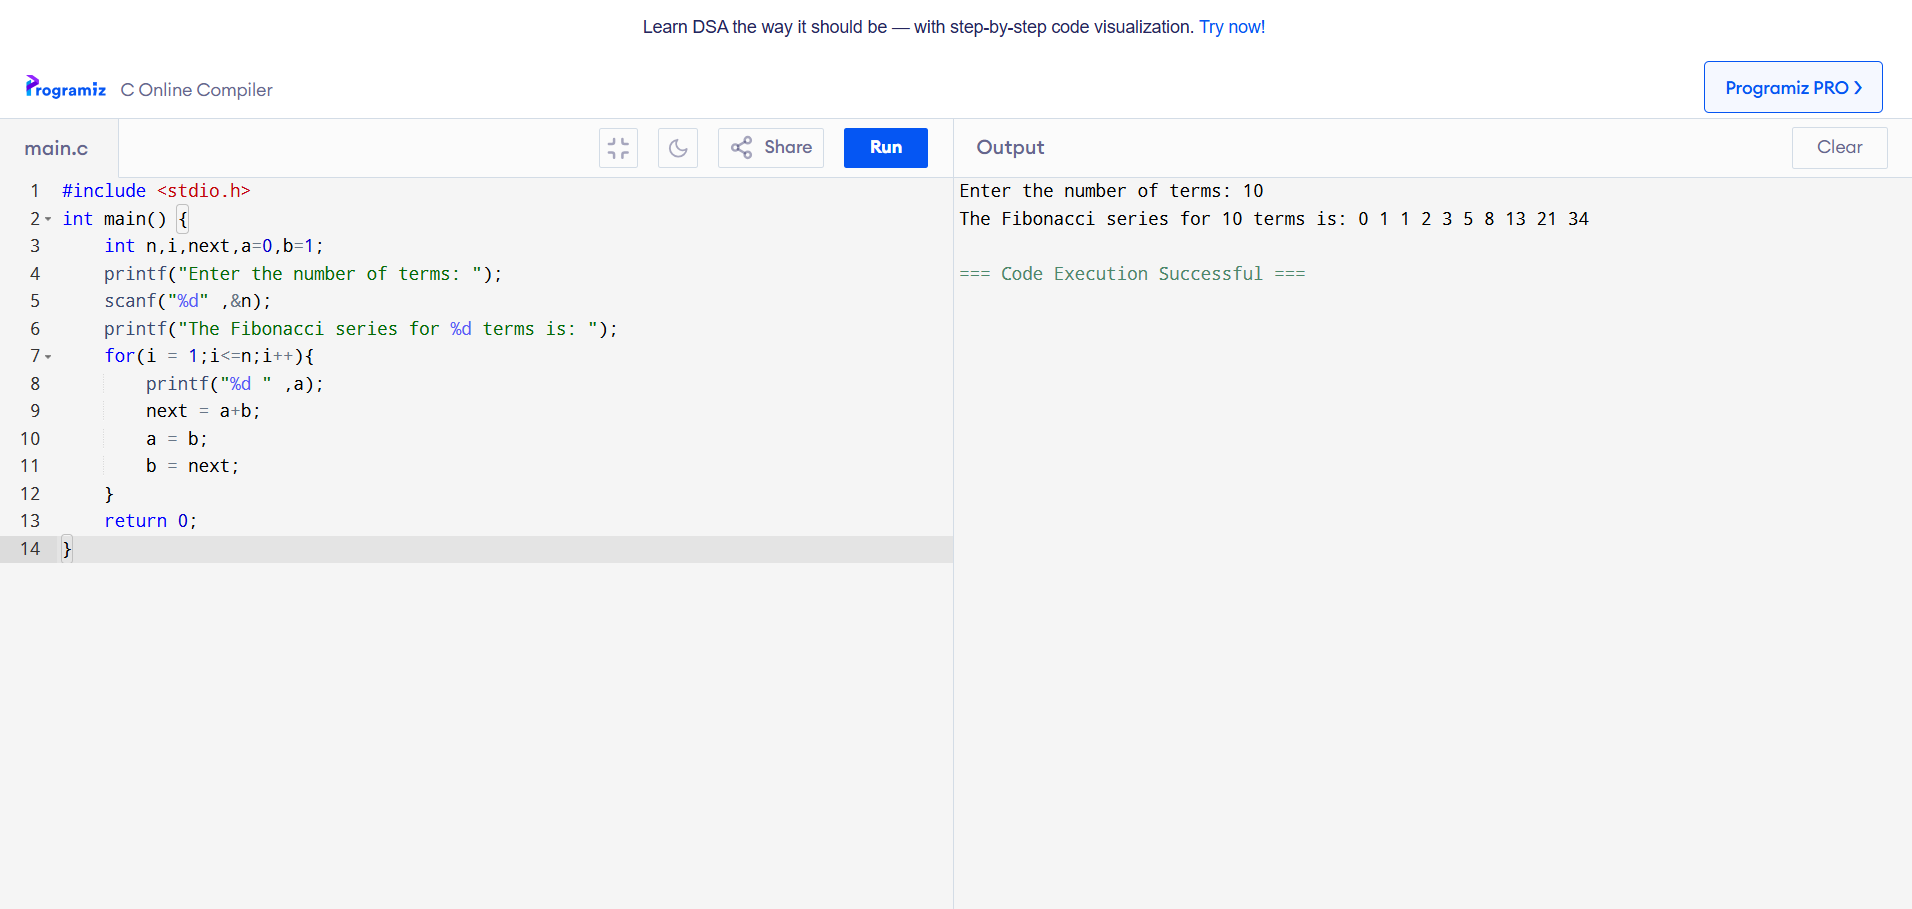 Learn DSA the way it should be — with step-by-step code visualization. Try now!
Programiz C Online Compiler
Programiz PRO >
main.c
Share
Run
Output
Clear
1 #include <stdio.h>
2 int main() {
3     int n,i,next,a=0,b=1;
4     printf("Enter the number of terms: ");
5     scanf("%d" ,&n);
6     printf("The Fibonacci series for %d terms is: ");
7     for(i = 1;i<=n;i++){
8         printf("%d " ,a);
9         next = a+b;
10         a = b;
11         b = next;
12     }
13     return 0;
14 }
Enter the number of terms: 10
The Fibonacci series for 10 terms is: 0 1 1 2 3 5 8 13 21 34
=== Code Execution Successful ===